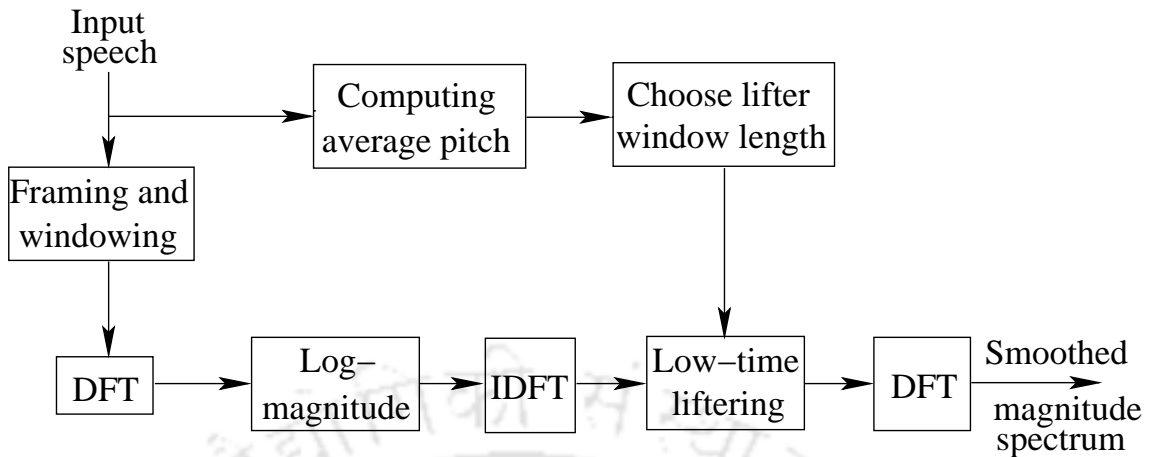 Input
speech
Computing
average pitch
Choose lifter
window length
Framing and
windowing
DFT
Log-
magnitude
IDFT
Low-time
liftering
DFT
Smoothed
magnitude
spectrum